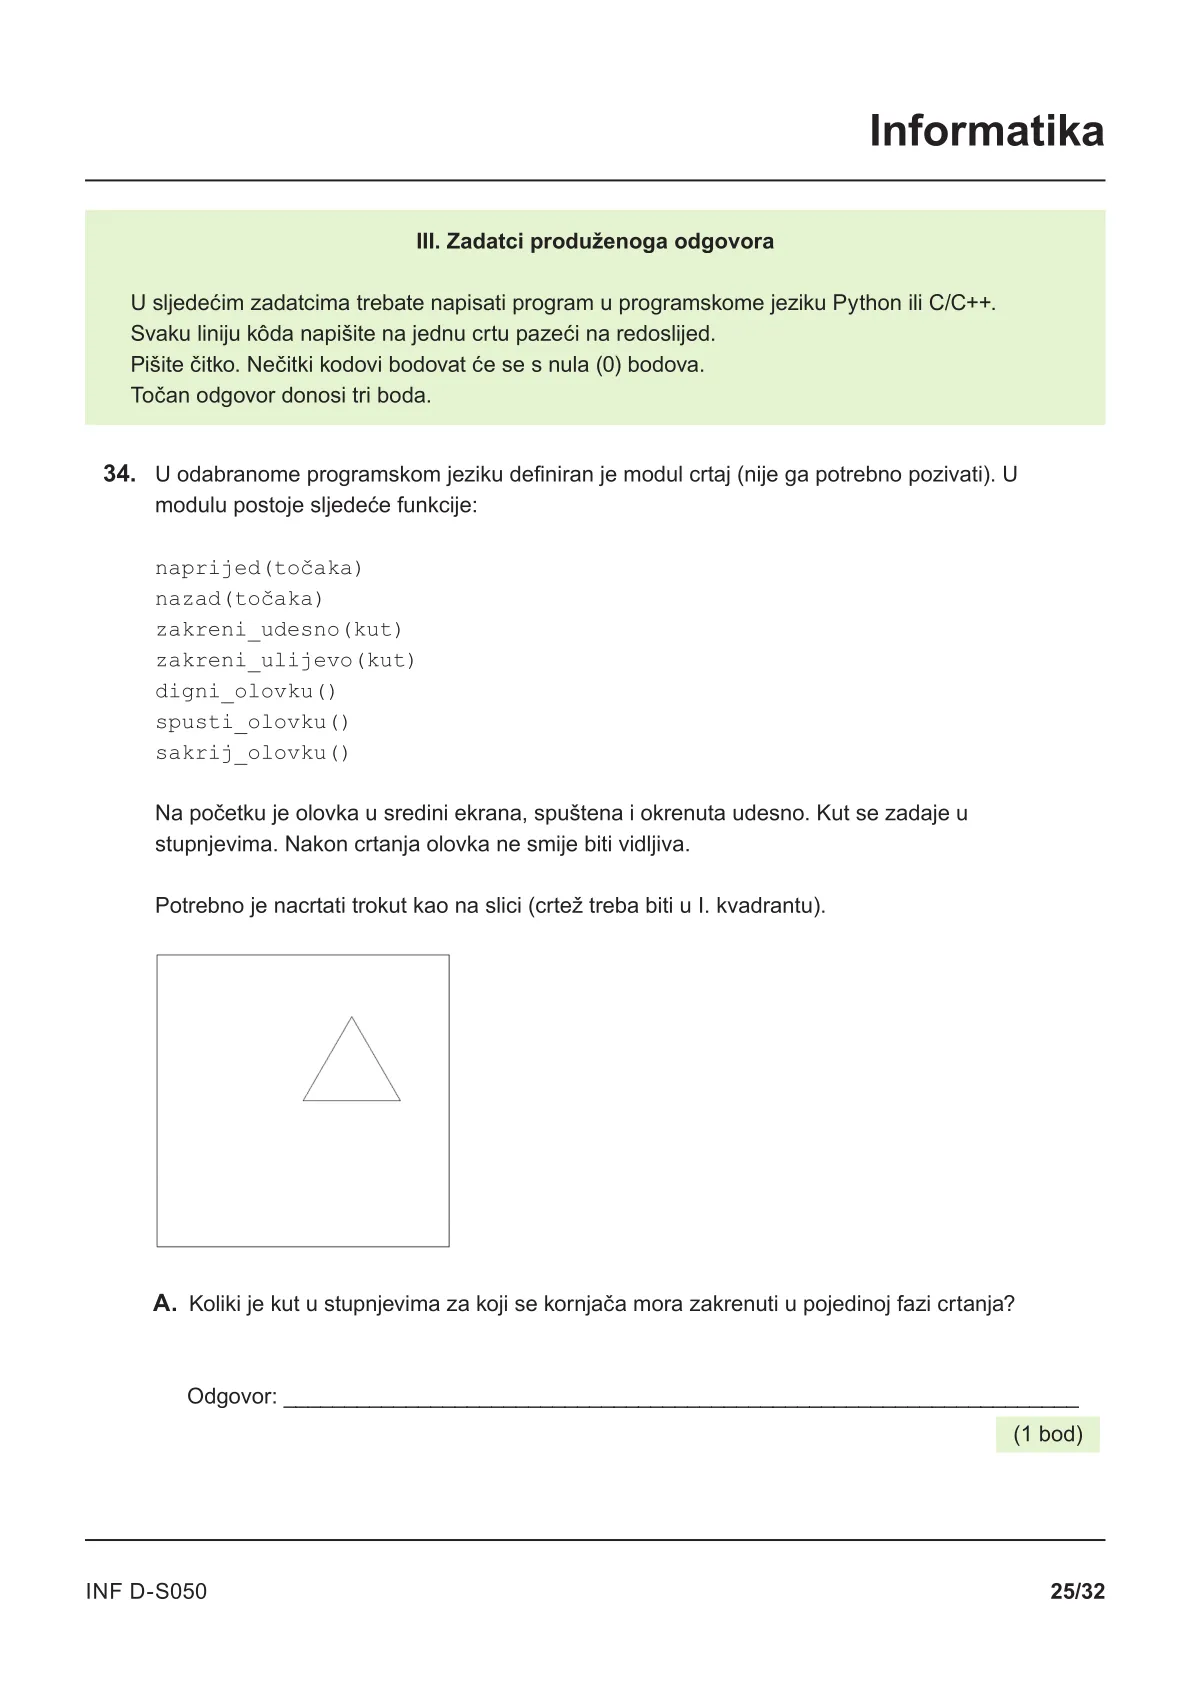 Informatika
III. Zadatci produženoga odgovora
U sljedećim zadatcima trebate napisati program u programskome jeziku Python ili C/C++.
Svaku liniju kôda napišite na jednu crtu pazeći na redoslijed.
Pišite čitko. Nečitki kodovi bodovat će se s nula (0) bodova.
Točan odgovor donosi tri boda.
34. U odabranome programskom jeziku definiran je modul crtaj (nije ga potrebno pozivati). U
modulu postoje sljedeće funkcije:
naprijed(točaka)
nazad(točaka)
zakreni_udesno(kut)
zakreni_ulijevo(kut)
digni_olovku()
spusti_olovku()
sakrij_olovku()
Na početku je olovka u sredini ekrana, spuštena i okrenuta udesno. Kut se zadaje u
stupnjevima. Nakon crtanja olovka ne smije biti vidljiva.
Potrebno je nacrtati trokut kao na slici (crtež treba biti u I. kvadrantu).
A. Koliki je kut u stupnjevima za koji se kornjača mora zakrenuti u pojedinoj fazi crtanja?
Odgovor: ____________________
(1 bod)
INF D-S050
25/32